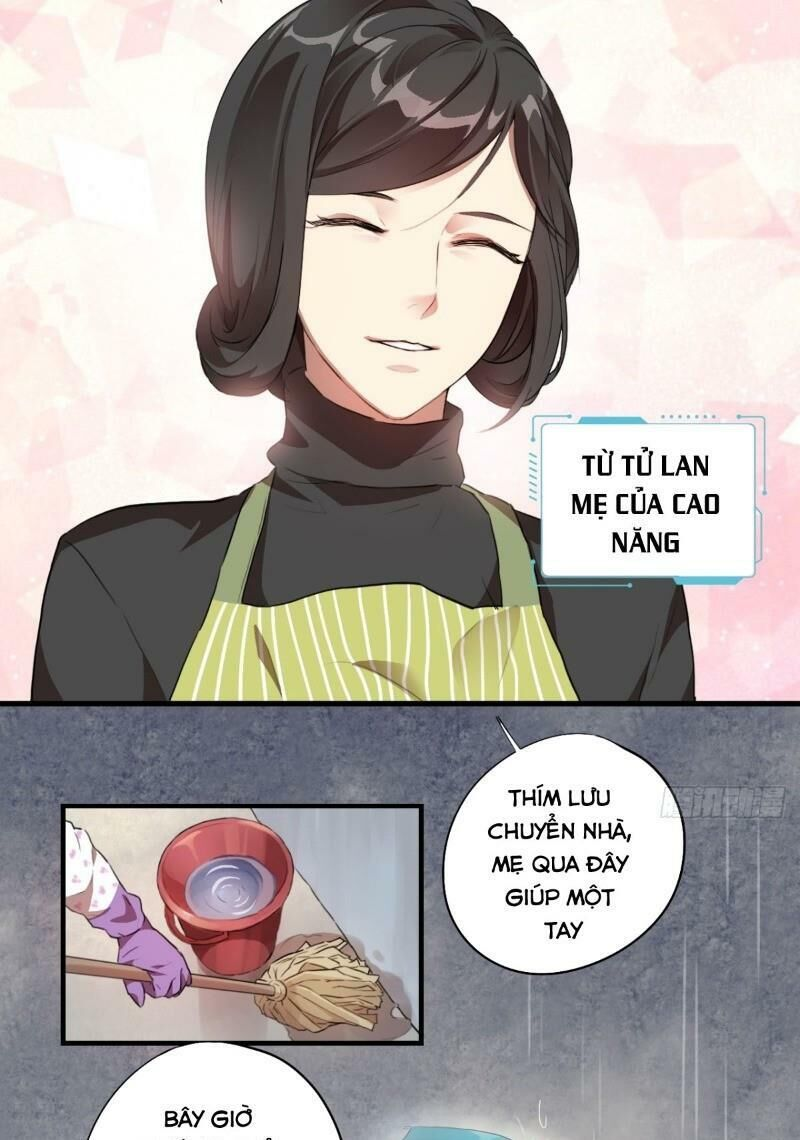 TỪ TỬ LAN
MẸ CỦA CAO
NĂNG
THÍM LƯU
CHUYỂN NHÀ,
MẸ QUA ĐÂY
GIÚP MỘT
TAY
BÂY GIỜ